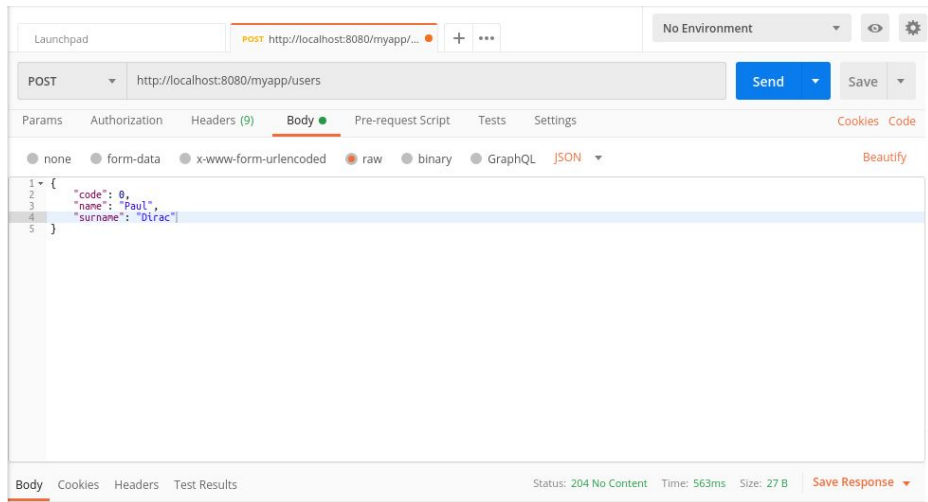 Launchpad
POST http://localhost:8080/myapp/...
No Environment
POST http://localhost:8080/myapp/users Send Save
Params Authorization Headers (9) Body Pre-request Script Tests Settings Cookies Code
none form-data x-www-form-urlencoded raw binary GraphQL JSON Beautify
1 {
2 "code": 0,
3 "name": "Paul",
4 "surname": "Dirac"
5 }
Body Cookies Headers Test Results Status: 204 No Content Time: 563ms Size: 27 B Save Response